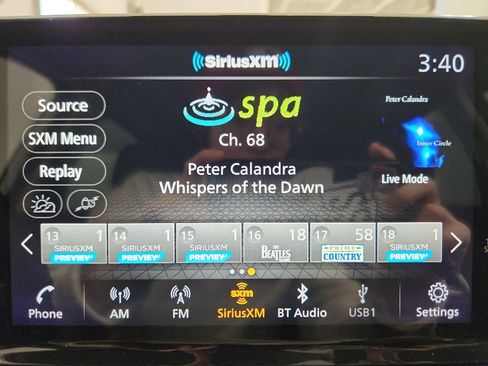 SiriusXM
3:40
Source
spa
Peter Calandra
Inner Circle
SXM Menu
Ch. 68
Replay
Peter Calandra
Whispers of the Dawn
Live Mode
13 1
SIRIUSXM
PREVIEW
14 1
SIRIUSXM
PREVIEW
15 1
SIRIUSXM
PREVIEW
16 18
THE
BEATLES
17 58
PRIME
COUNTRY
18 1
SIRIUSXM
PREVIEW
Phone
AM
FM
sxm
SiriusXM
BT Audio
USB1
Settings